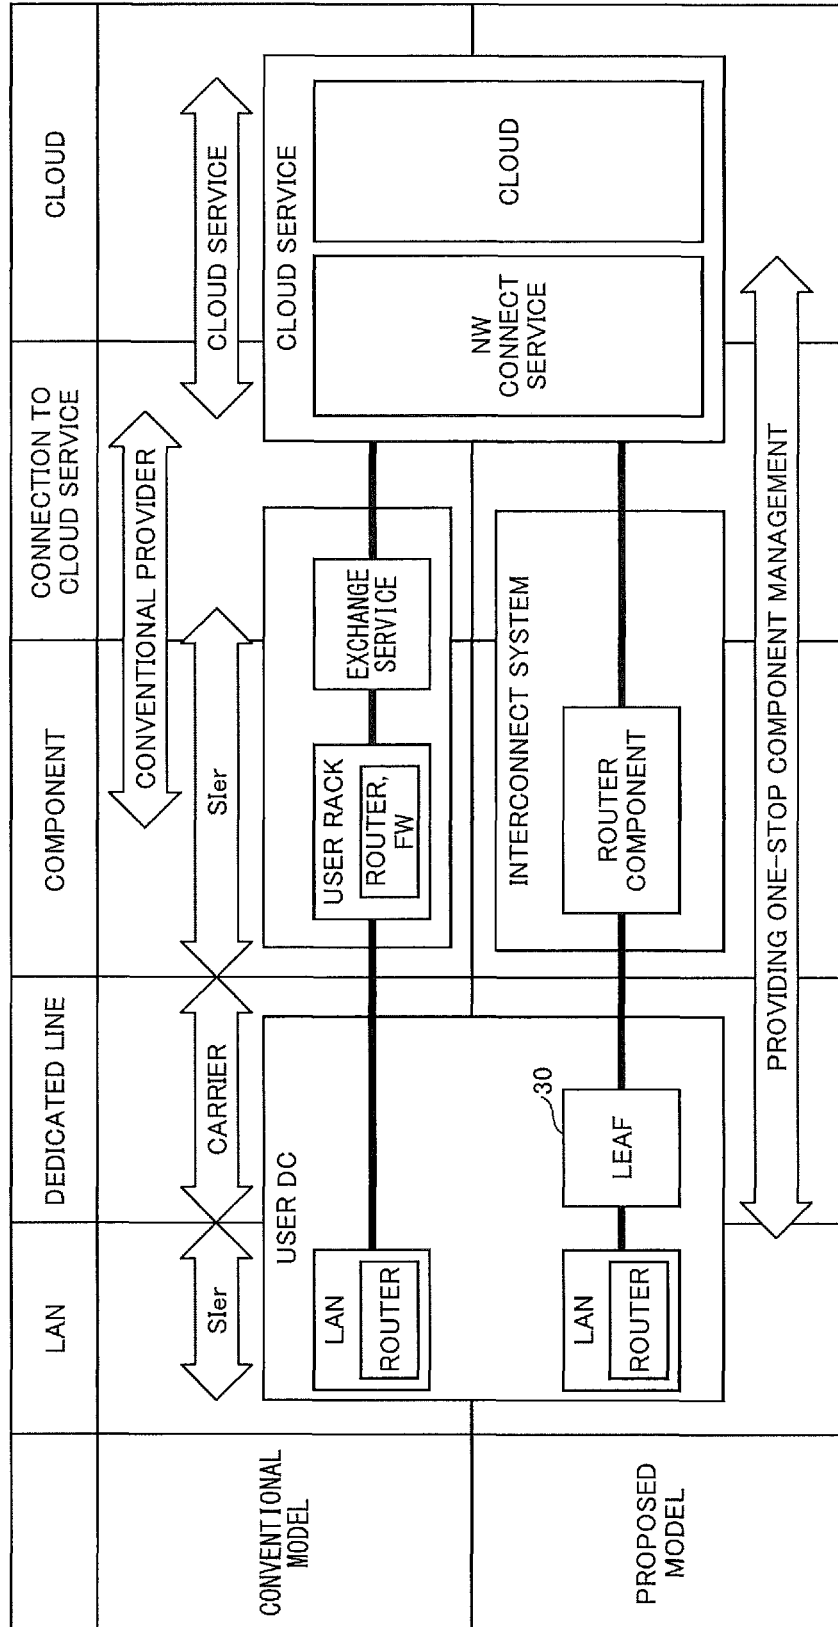 LAN
DEDICATED LINE
COMPONENT
CONNECTION TO
CLOUD SERVICE
CLOUD
CONVENTIONAL
MODEL
CONVENTIONAL PROVIDER
SIer
CARRIER
SIer
CLOUD SERVICE
USER DC
LAN
ROUTER
USER RACK
ROUTER,
FW
EXCHANGE
SERVICE
CLOUD SERVICE
NW
CONNECT
SERVICE
CLOUD
PROPOSED
MODEL
LAN
ROUTER
30
LEAF
INTERCONNECT SYSTEM
ROUTER
COMPONENT
PROVIDING ONE-STOP COMPONENT MANAGEMENT